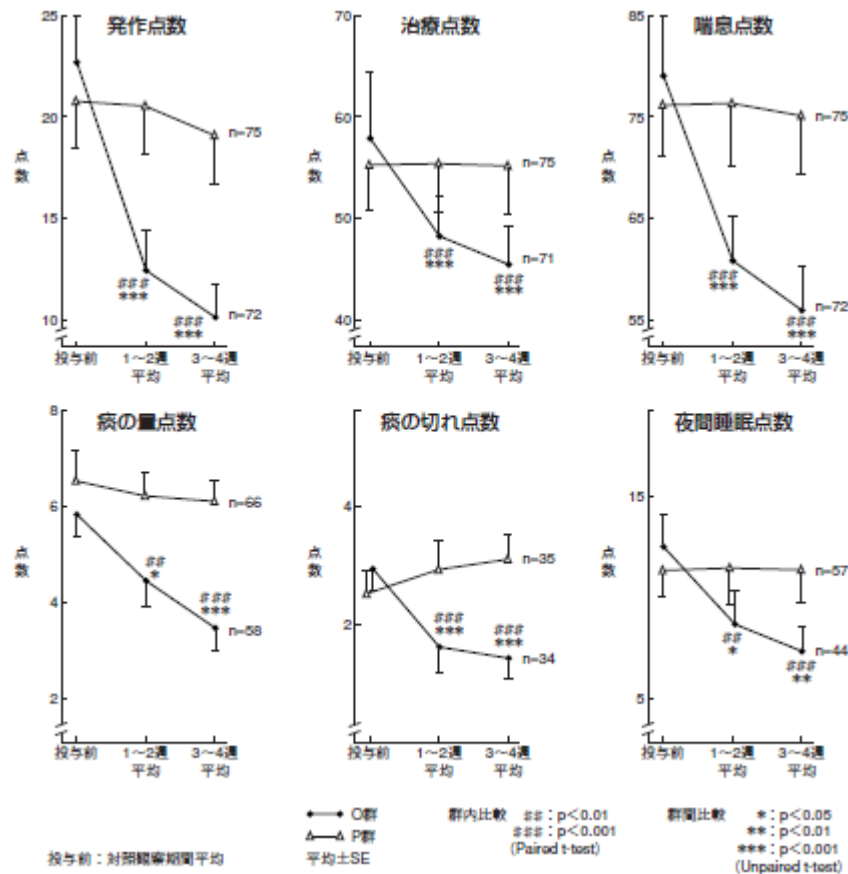 発作点数
25
20
15
10
点数
n=75
###
***
###
***
n=72
投与前
1～2週平均
3～4週平均
治療点数
70
60
50
40
n=75
###
***
###
***
n=71
投与前
1～2週平均
3～4週平均
喘息点数
85
75
65
55
点数
n=75
###
***
###
***
n=72
投与前
1～2週平均
3～4週平均
痰の量点数
8
6
4
2
点数
n=66
##
*
###
***
n=58
投与前
1～2週平均
3～4週平均
痰の切れ点数
4
2
点数
n=35
###
***
###
***
n=34
投与前
1～2週平均
3～4週平均
夜間睡眠点数
15
5
点数
n=57
##
*
###
**
n=44
投与前
1～2週平均
3～4週平均
O群
P群
平均±SE
群内比較 ##：p＜0.01
###：p＜0.001
(Paired t-test)
群間比較 *：p＜0.05
**：p＜0.01
***：p＜0.001
(Unpaired t-test)
投与前：対照観察期間平均